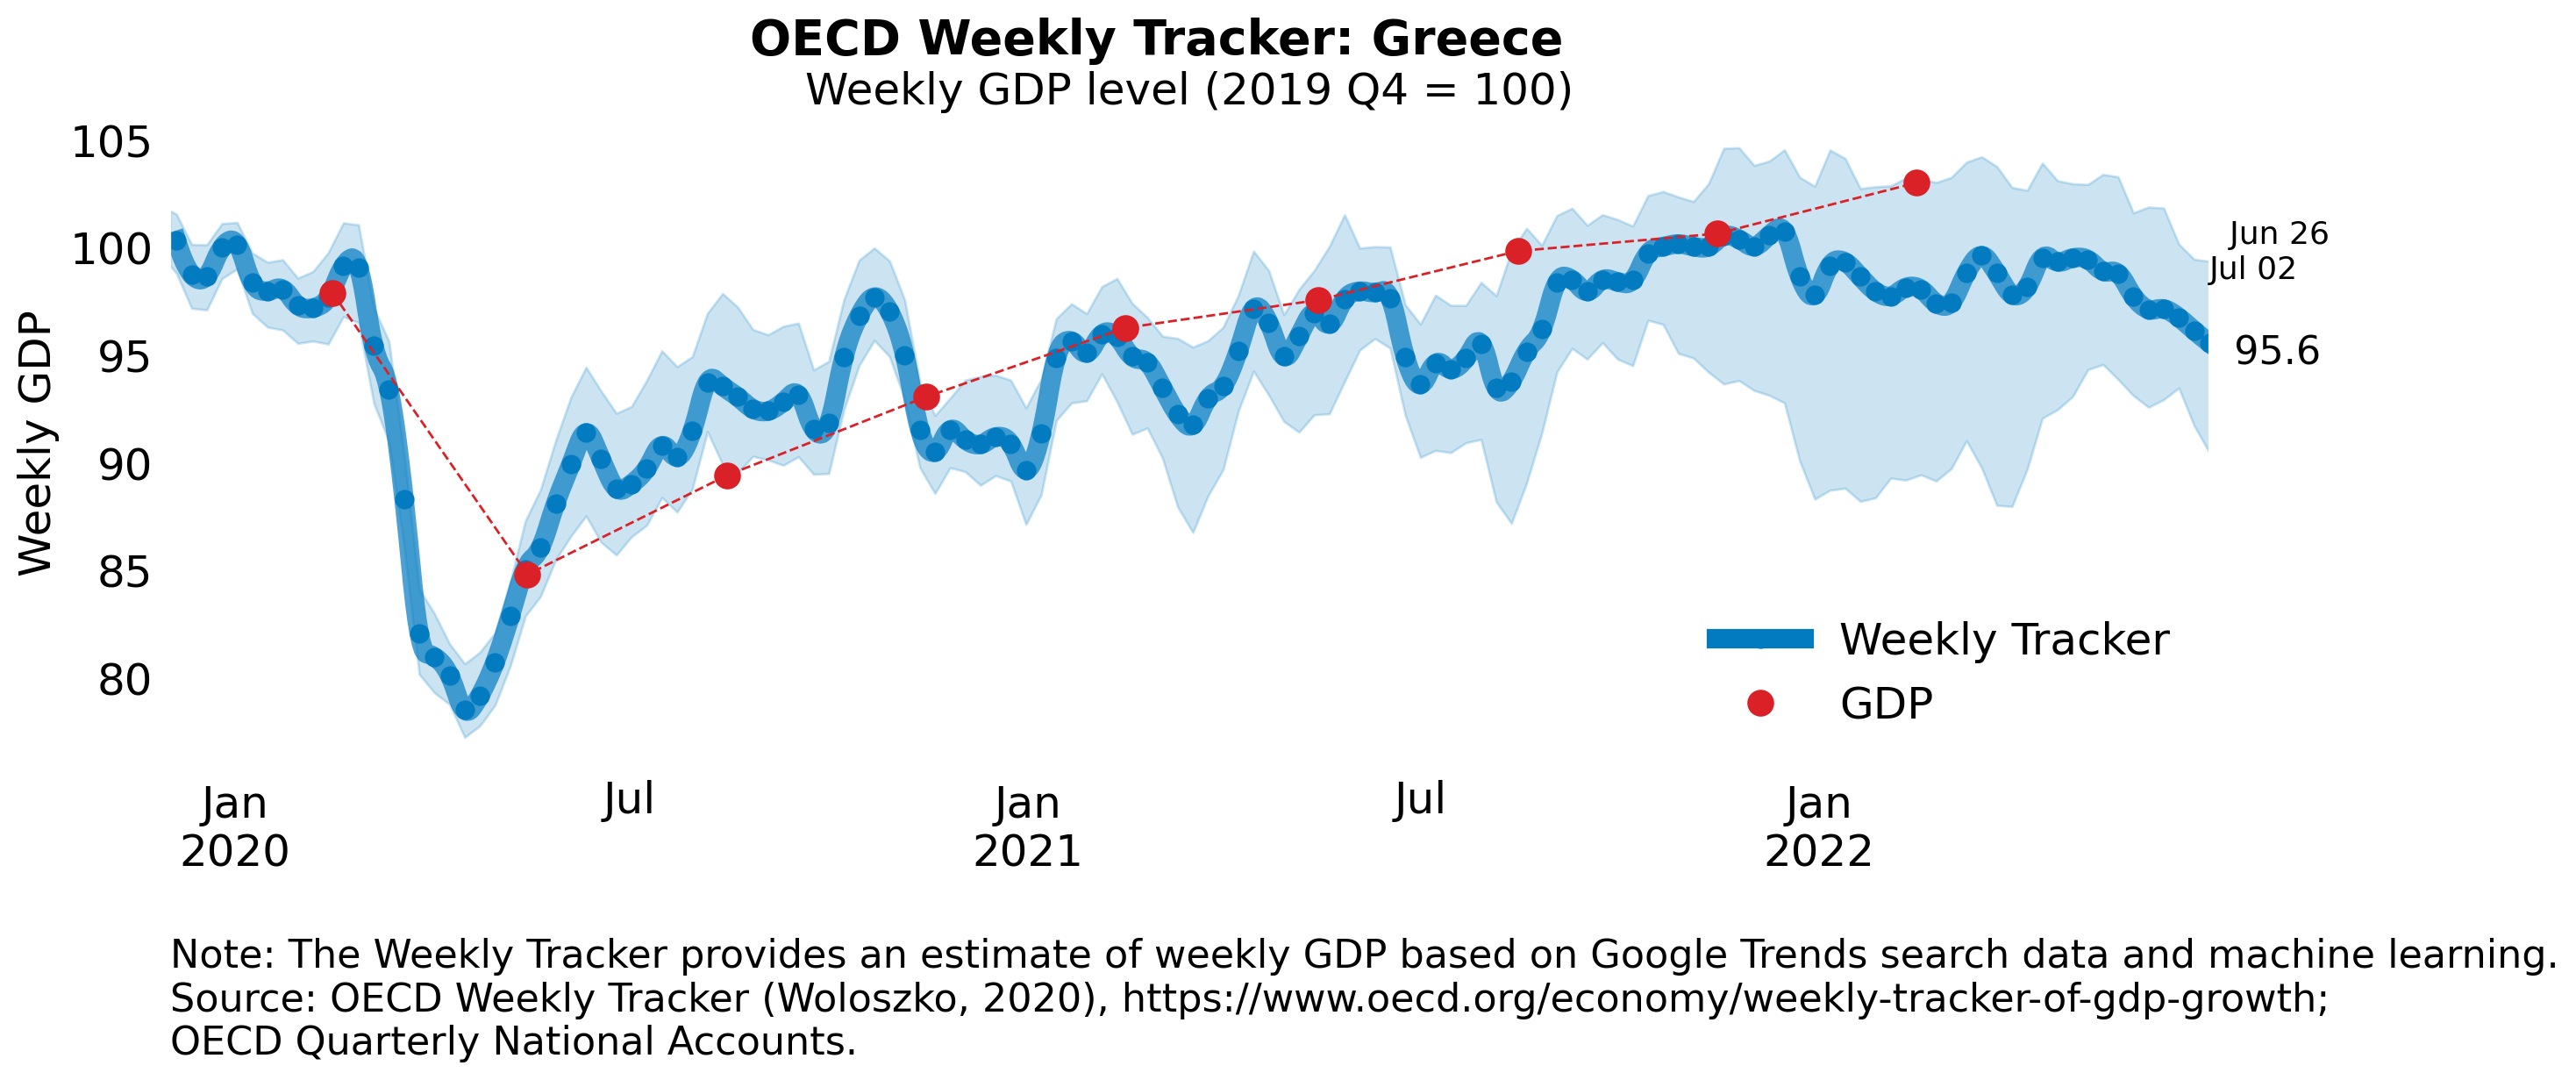 OECD Weekly Tracker: Greece
Weekly GDP level (2019 Q4 = 100)
Weekly GDP
105
100
95
90
85
80
Jun 26
Jul 02
95.6
Weekly Tracker
GDP
Jan
2020
Jul
Jan
2021
Jul
Jan
2022
Note: The Weekly Tracker provides an estimate of weekly GDP based on Google Trends search data and machine learning.
Source: OECD Weekly Tracker (Woloszko, 2020), https://www.oecd.org/economy/weekly-tracker-of-gdp-growth;
OECD Quarterly National Accounts.